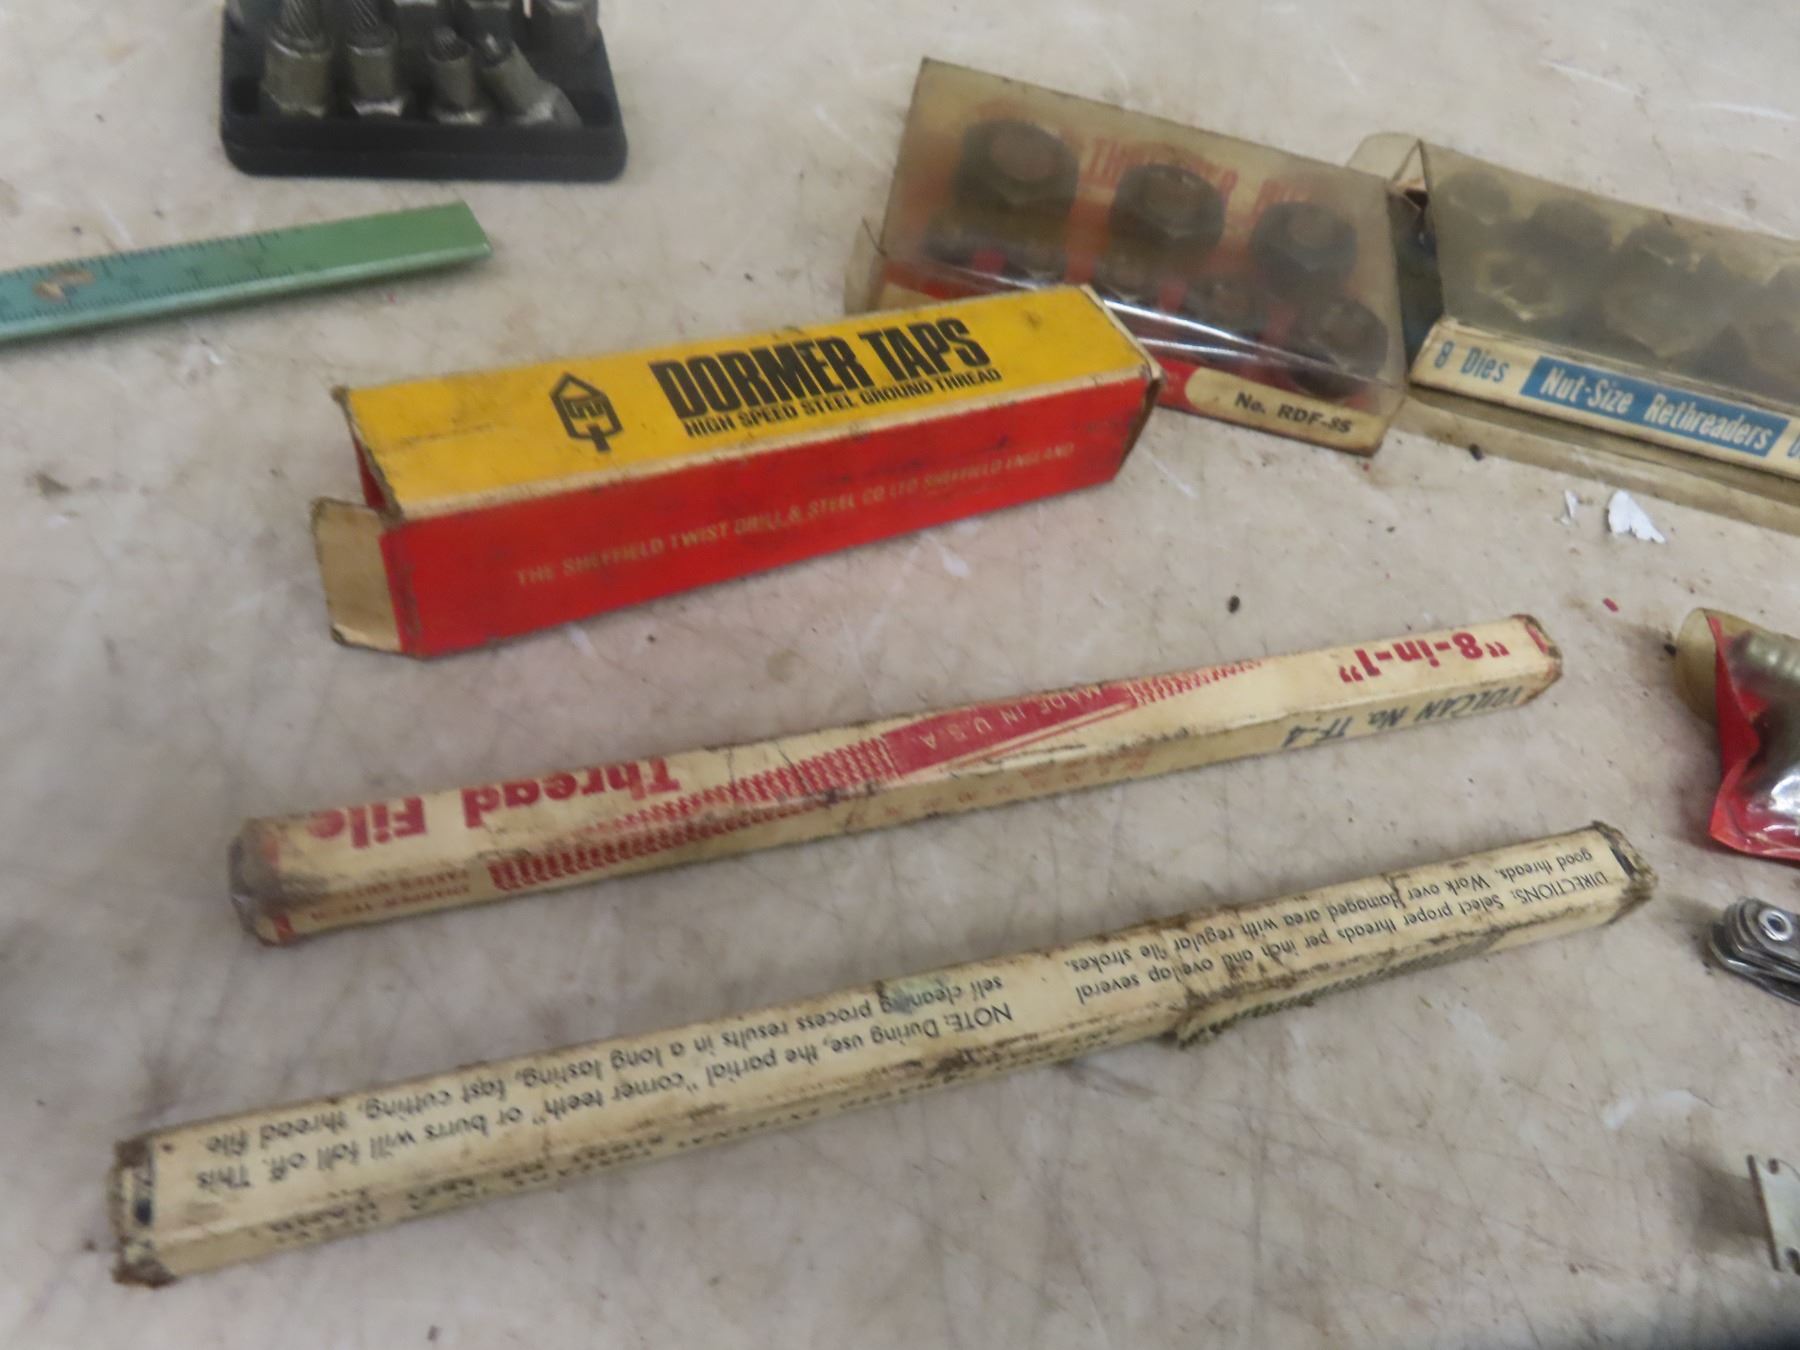 DORMER TAPS
HIGH SPEED STEEL GROUND THREAD
THE SHEFFIELD TWIST DRILL & STEEL CO LTD SHEFFIELD ENGLAND
No. RDF-85
8 Dies Nut-Size Rethreaders
"8-in-1" Thread File
MADE IN U.S.A.
VULCAN No. TF-4
DIRECTIONS: Select proper threads per inch and overlap several
good threads. Work over damaged area with regular file strokes.
NOTE: During use, the partial "corner teeth" or burrs will fall off. This
self cleaning process results in a long lasting, fast cutting, thread file.